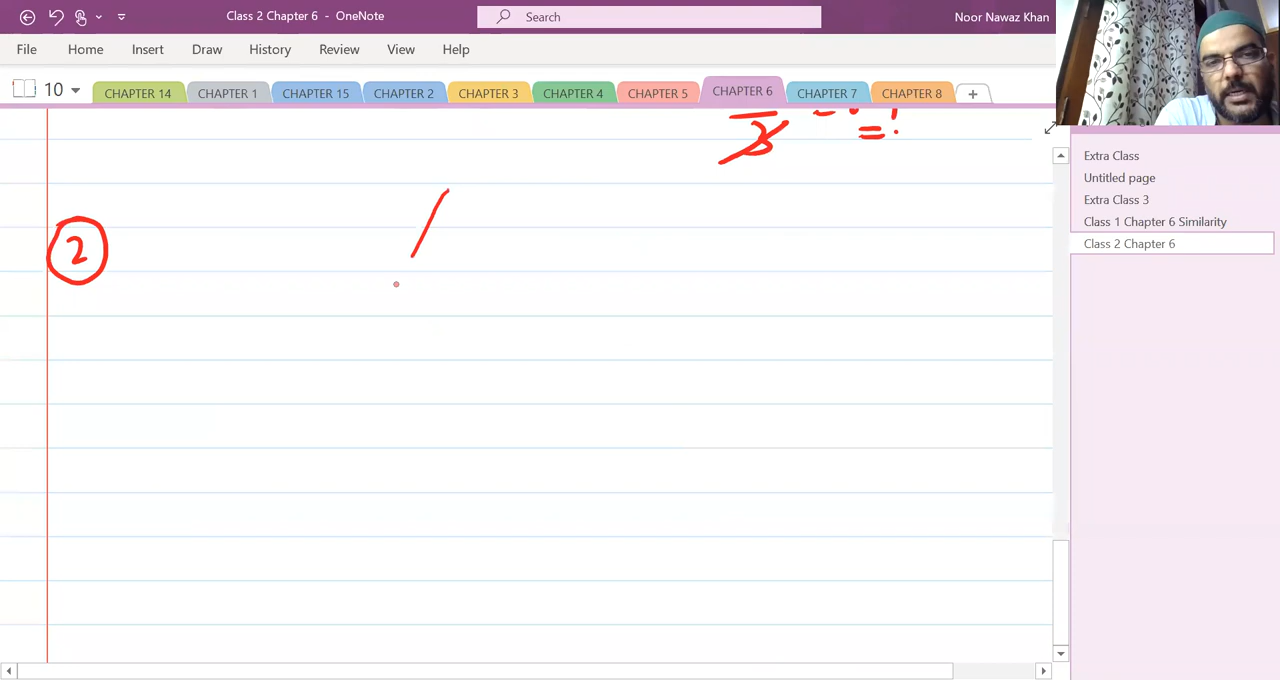 Class 2 Chapter 6 - OneNote
Search
Noor Nawaz Khan
File Home Insert Draw History Review View Help
10 CHAPTER 14 CHAPTER 1 CHAPTER 15 CHAPTER 2 CHAPTER 3 CHAPTER 4 CHAPTER 5 CHAPTER 6 CHAPTER 7 CHAPTER 8 +
Extra Class
Untitled page
Extra Class 3
Class 1 Chapter 6 Similarity
Class 2 Chapter 6
2